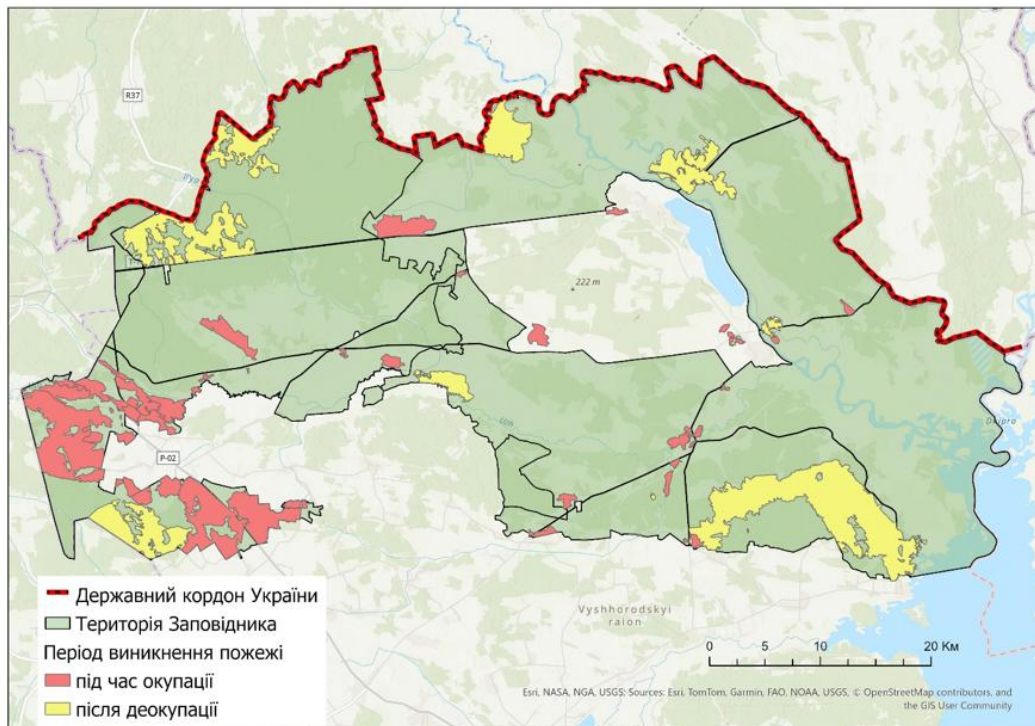 R37
222 m
Uzh
Dnipro
P-02
Vyshhorodskyi
raion
Державний кордон України
Територія Заповідника
Період виникнення пожежі
під час окупації
після деокупації
0 5 10 20 Км
Esri, NASA, NGA, USGS; Sources: Esri, TomTom, Garmin, FAO, NOAA, USGS, © OpenStreetMap contributors, and
the GIS User Community